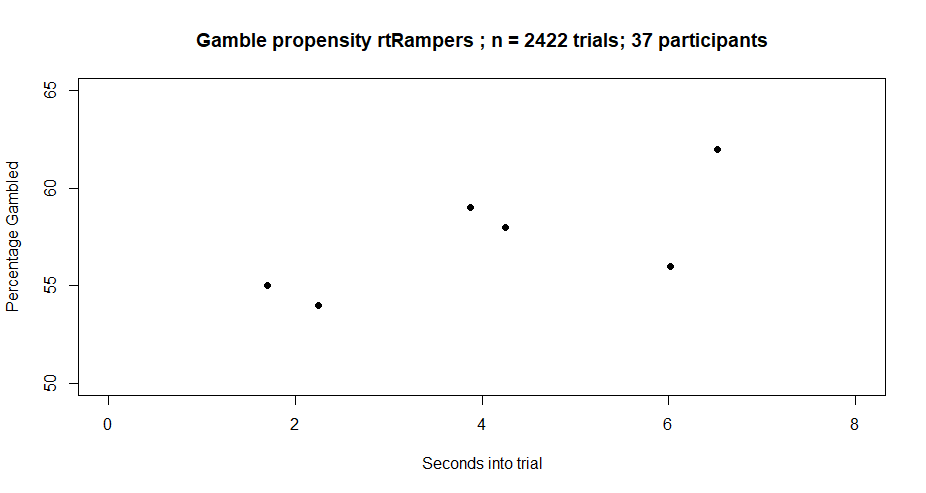 Gamble propensity rtRampers ; n = 2422 trials; 37 participants
Percentage Gambled
65
60
55
50
0 2 4 6 8
Seconds into trial